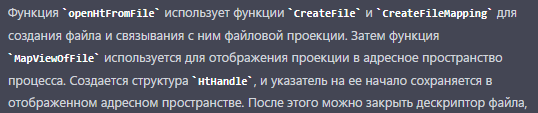 Функция `openHtFromFile` использует функции `CreateFile` и `CreateFileMapping` для
создания файла и связывания с ним файловой проекции. Затем функция
`MapViewOfFile` используется для отображения проекции в адресное пространство
процесса. Создается структура `HtHandle`, и указатель на ее начало сохраняется в
отображенном адресном пространстве. После этого можно закрыть дескриптор файла,